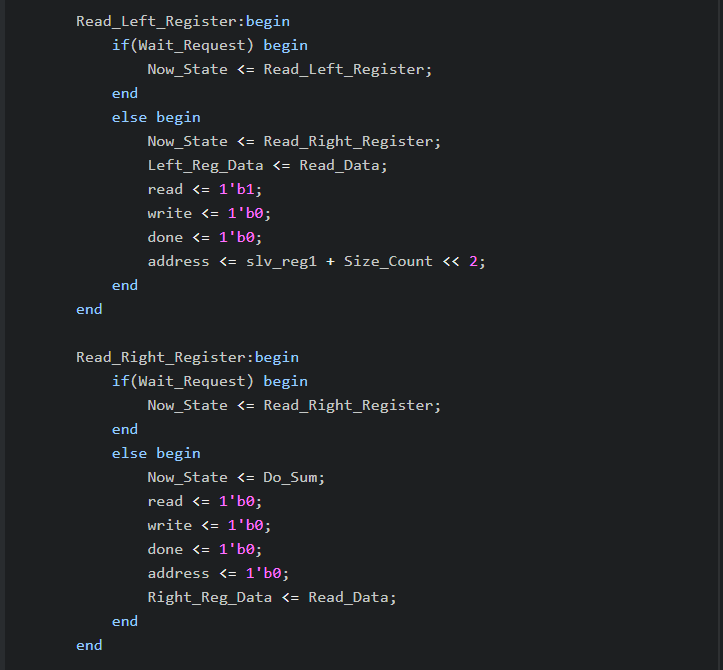 Read_Left_Register:begin
if(Wait_Request) begin
Now_State <= Read_Left_Register;
end
else begin
Now_State <= Read_Right_Register;
Left_Reg_Data <= Read_Data;
read <= 1'b1;
write <= 1'b0;
done <= 1'b0;
address <= slv_reg1 + Size_Count << 2;
end
end
Read_Right_Register:begin
if(Wait_Request) begin
Now_State <= Read_Right_Register;
end
else begin
Now_State <= Do_Sum;
read <= 1'b0;
write <= 1'b0;
done <= 1'b0;
address <= 1'b0;
Right_Reg_Data <= Read_Data;
end
end